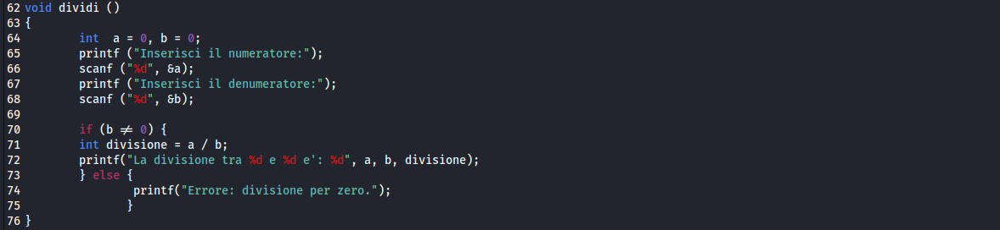 62 void dividi ()
63 {
64         int  a = 0, b = 0;
65         printf ("Inserisci il numeratore:");
66         scanf ("%d", &a);
67         printf ("Inserisci il denumeratore:");
68         scanf ("%d", &b);
69
70         if (b ≠ 0) {
71         int divisione = a / b;
72         printf("La divisione tra %d e %d e': %d", a, b, divisione);
73         } else {
74                 printf("Errore: divisione per zero.");
75                }
76 }